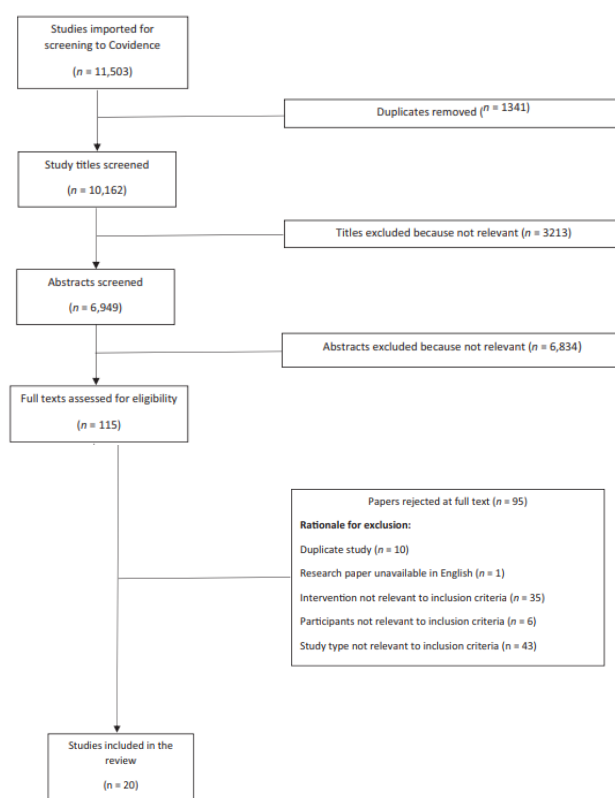 Studies imported for
screening to Covidence
(n = 11,503)
Duplicates removed (n = 1341)
Study titles screened
(n = 10,162)
Titles excluded because not relevant (n = 3213)
Abstracts screened
(n = 6,949)
Abstracts excluded because not relevant (n = 6,834)
Full texts assessed for eligibility
(n = 115)
Papers rejected at full text (n = 95)
Rationale for exclusion:
Duplicate study (n = 10)
Research paper unavailable in English (n = 1)
Intervention not relevant to inclusion criteria (n = 35)
Participants not relevant to inclusion criteria (n = 6)
Study type not relevant to inclusion criteria (n = 43)
Studies included in the
review
(n = 20)